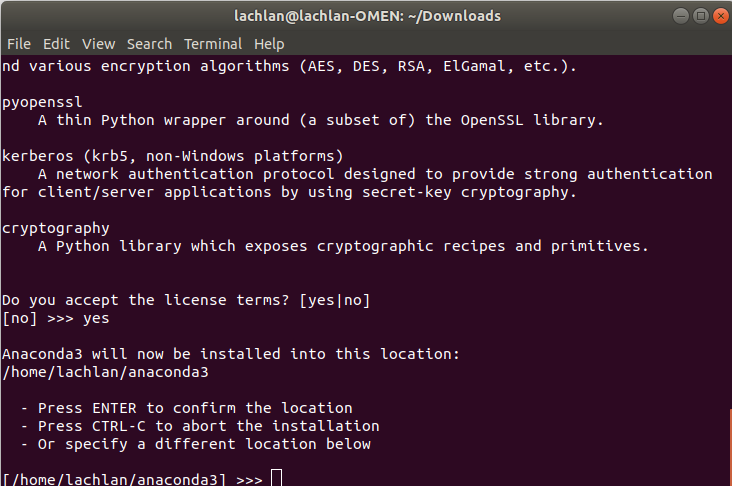 lachlan@lachlan-OMEN: ~/Downloads
File Edit View Search Terminal Help
nd various encryption algorithms (AES, DES, RSA, ElGamal, etc.).
pyopenssl
A thin Python wrapper around (a subset of) the OpenSSL library.
kerberos (krb5, non-Windows platforms)
A network authentication protocol designed to provide strong authentication
for client/server applications by using secret-key cryptography.
cryptography
A Python library which exposes cryptographic recipes and primitives.
Do you accept the license terms? [yes|no]
[no] >>> yes
Anaconda3 will now be installed into this location:
/home/lachlan/anaconda3
- Press ENTER to confirm the location
- Press CTRL-C to abort the installation
- Or specify a different location below
[/home/lachlan/anaconda3] >>>